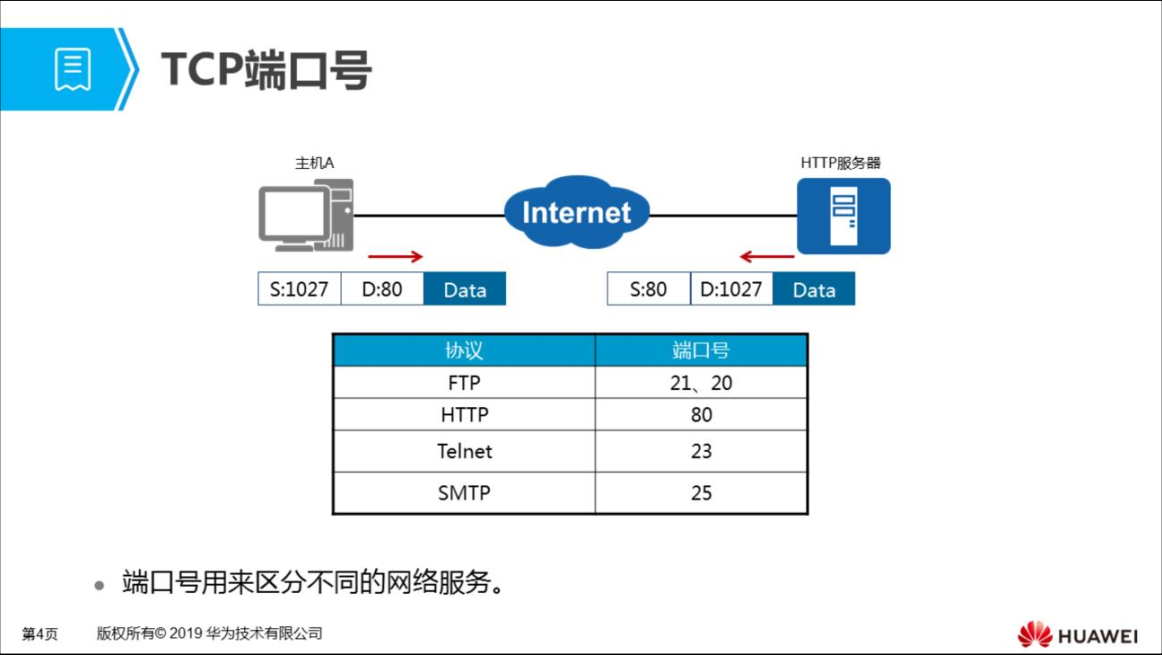 TCP端口号
主机A
HTTP服务器
Internet
S:1027 D:80 Data
S:80 D:1027 Data
协议 端口号
FTP 21、20
HTTP 80
Telnet 23
SMTP 25
端口号用来区分不同的网络服务。
第4页 版权所有© 2019 华为技术有限公司
HUAWEI